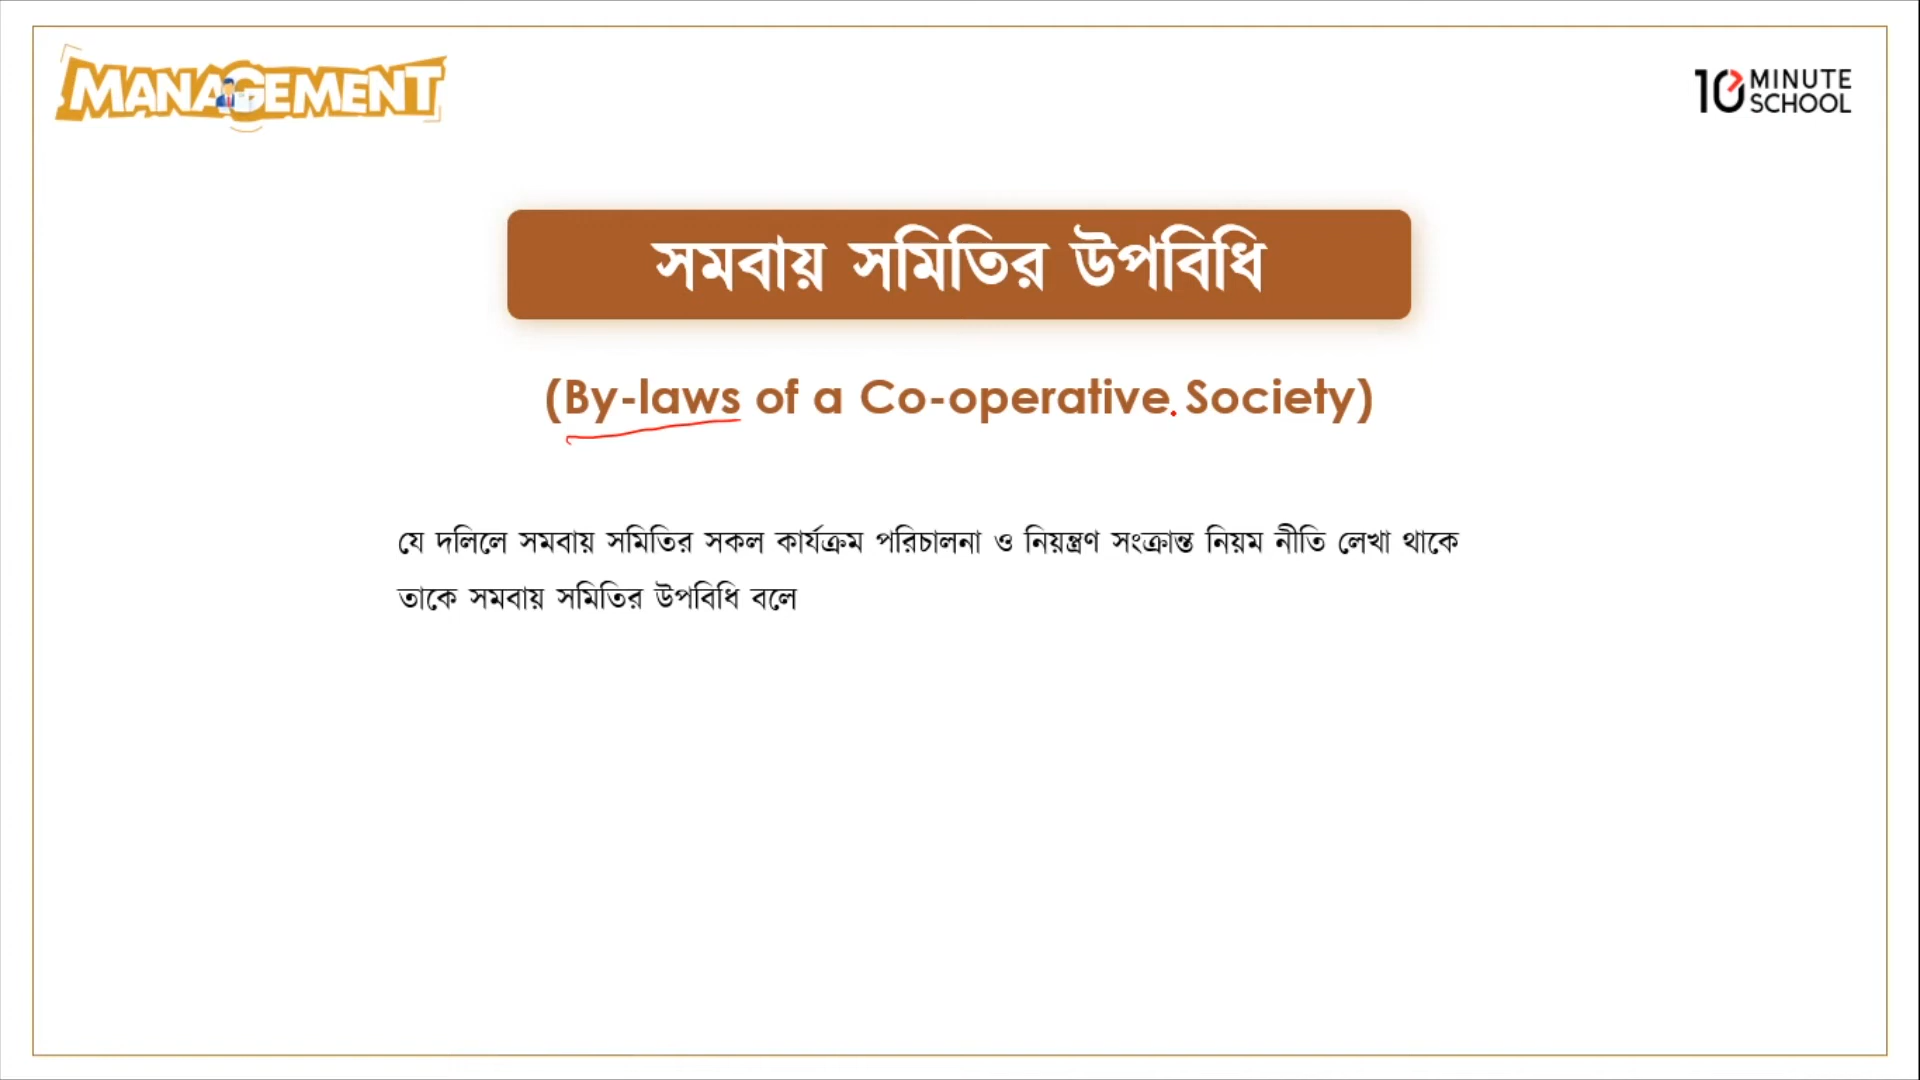 MANAGEMENT
10 MINUTE SCHOOL
সমবায় সমিতির উপবিধি
(By-laws of a Co-operative Society)
যে দলিলে সমবায় সমিতির সকল কার্যক্রম পরিচালনা ও নিয়ন্ত্রণ সংক্রান্ত নিয়ম নীতি লেখা থাকে
তাকে সমবায় সমিতির উপবিধি বলে